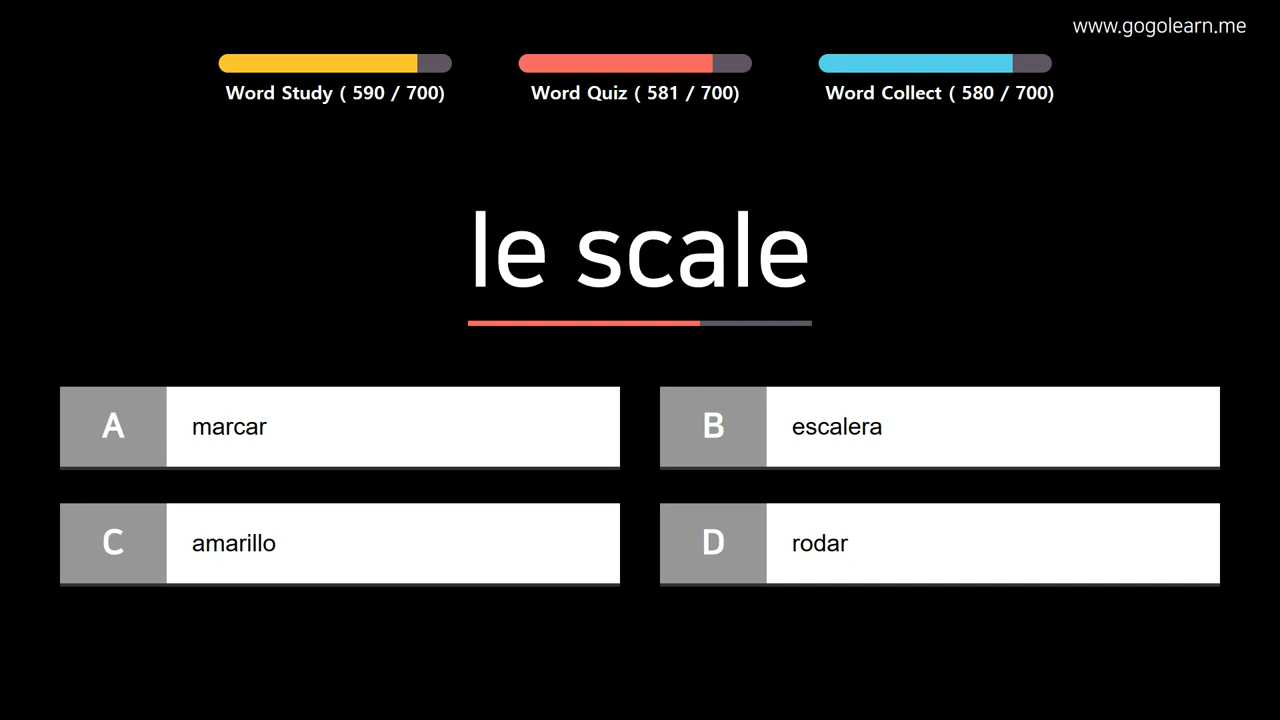 www.gogolearn.me
Word Study ( 590 / 700)
Word Quiz ( 581 / 700)
Word Collect ( 580 / 700)
le scale
A marcar
B escalera
C amarillo
D rodar